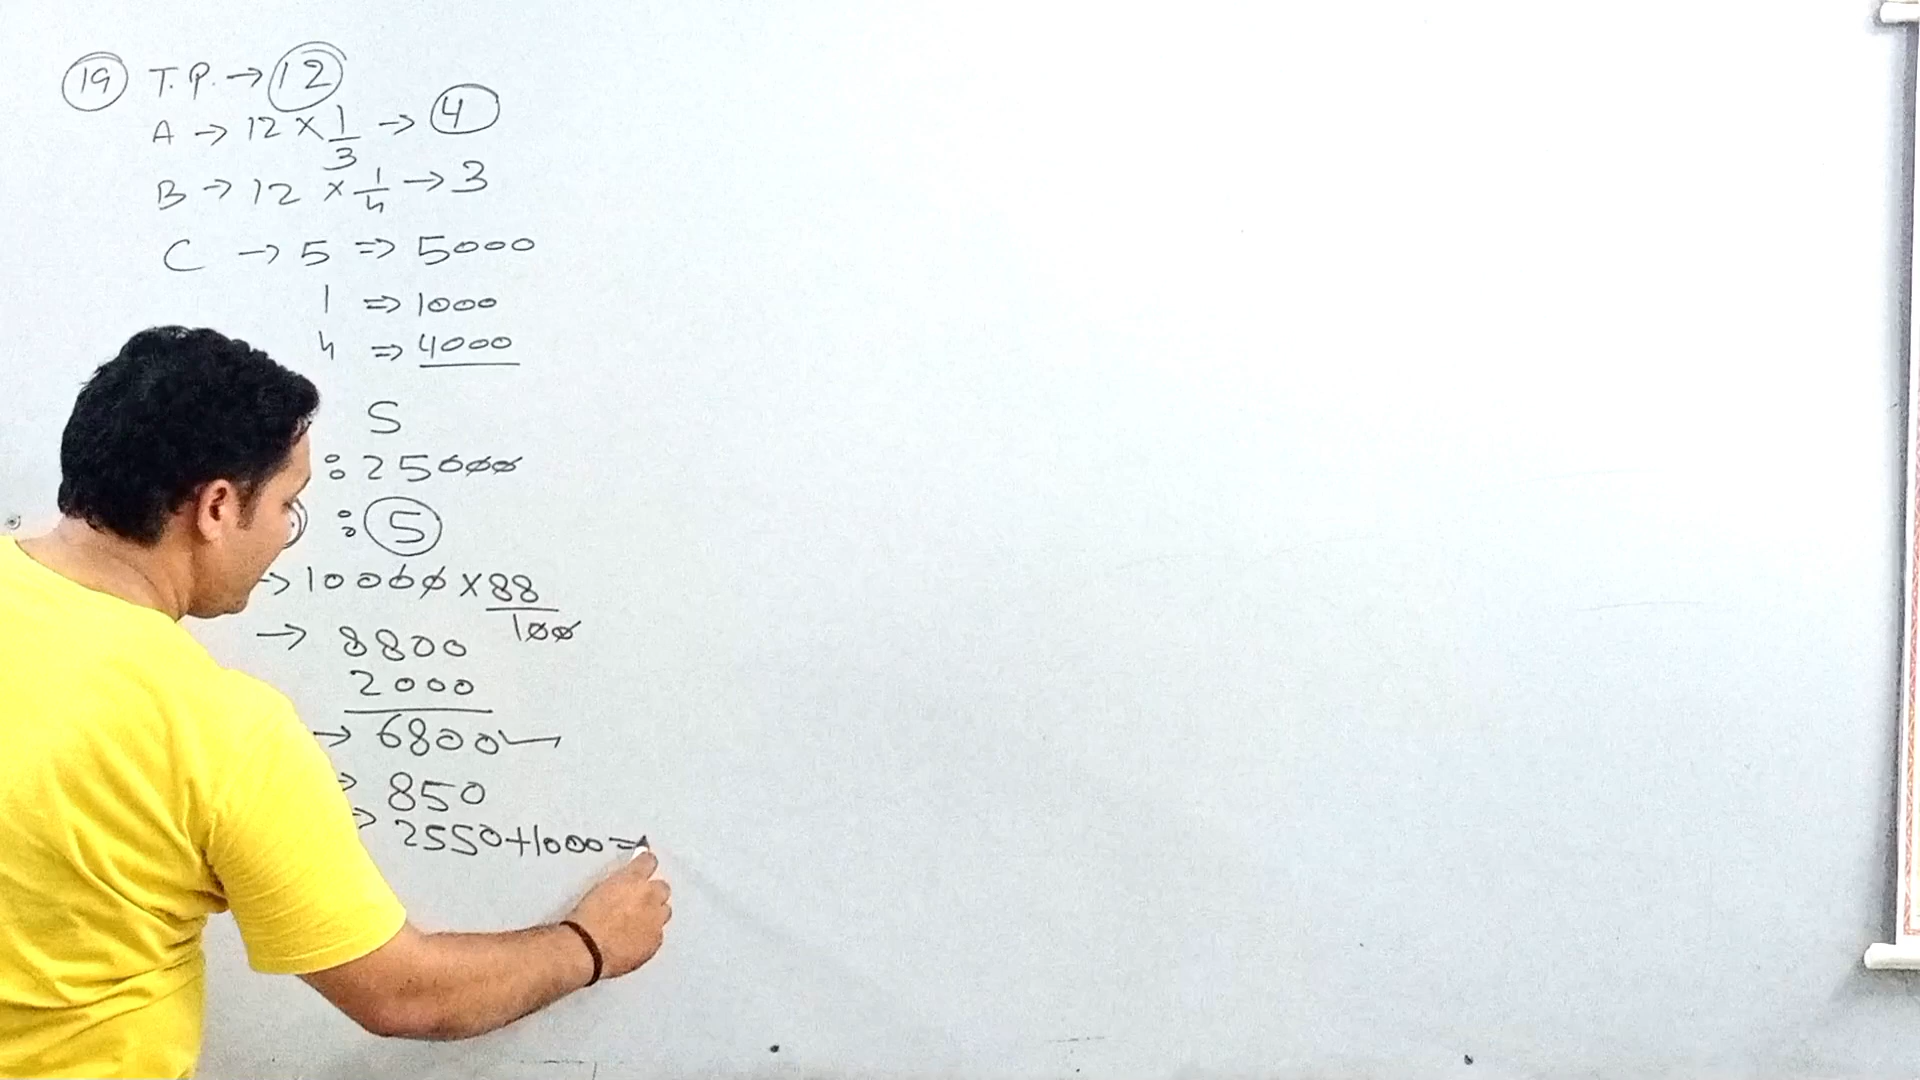 19 T.P. → 12
A → 12 × 1/3 → 4
B → 12 × 1/4 → 3
C → 5 => 5000
1 => 1000
4 => 4000
S
: 25000
: 5
→ 10000 × 88/100
→ 8800
2000
→ 6800
850
2550+1000=